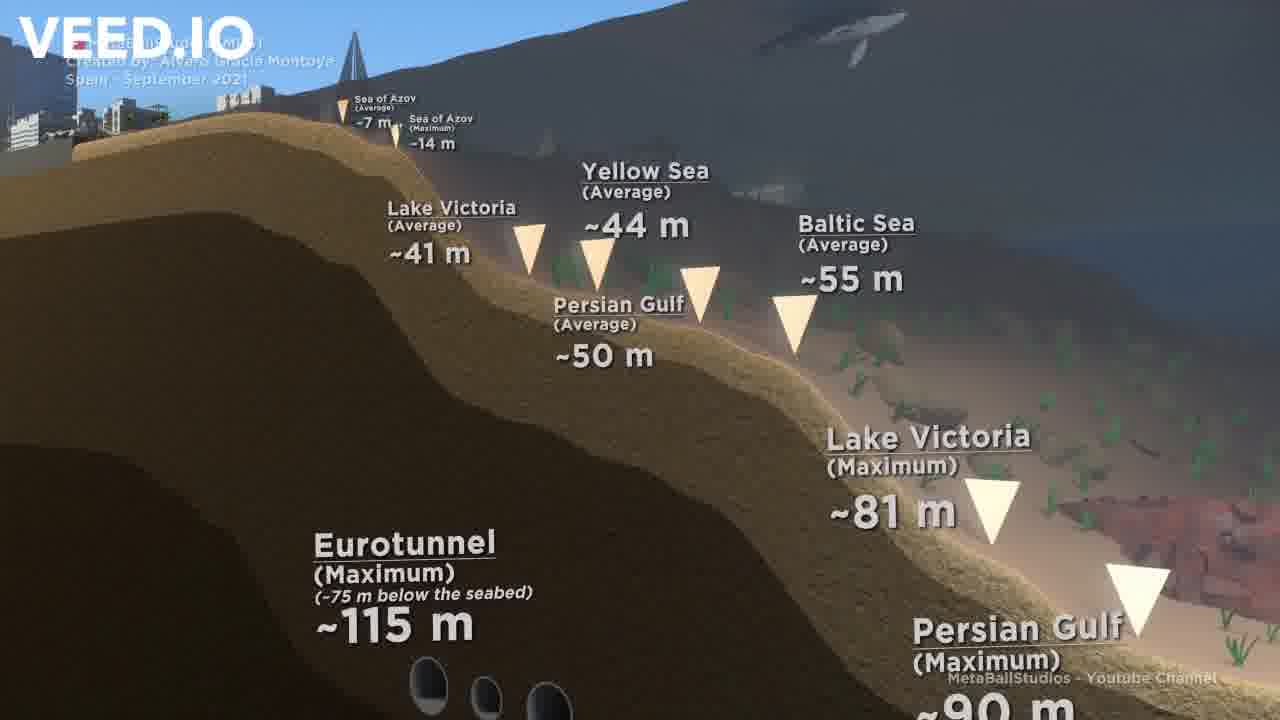 VEED.IO
Created by: Alvaro Gracia Montoya
Spain - September 2021
Sea of Azov
(Average)
~7 m
Sea of Azov
(Maximum)
~14 m
Yellow Sea
(Average)
~44 m
Lake Victoria
(Average)
~41 m
Baltic Sea
(Average)
~55 m
Persian Gulf
(Average)
~50 m
Lake Victoria
(Maximum)
~81 m
Eurotunnel
(Maximum)
(~75 m below the seabed)
~115 m
Persian Gulf
(Maximum)
MetaBallStudios - Youtube Channel
~90 m